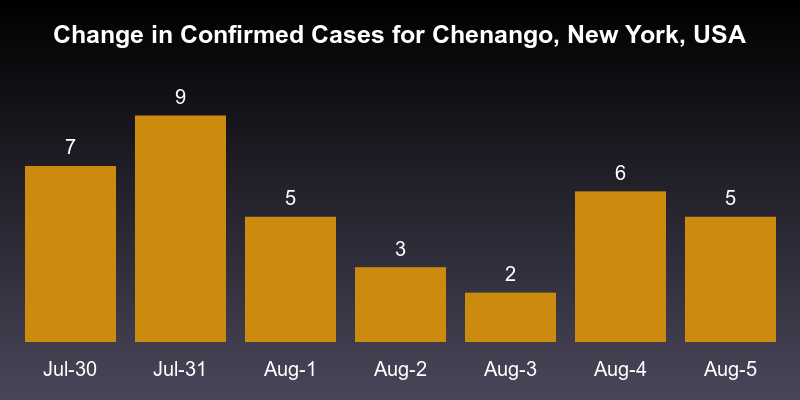 Change in Confirmed Cases for Chenango, New York, USA
7 9 5 3 2 6 5
Jul-30 Jul-31 Aug-1 Aug-2 Aug-3 Aug-4 Aug-5